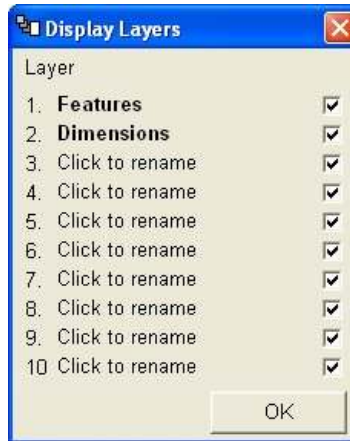 Display Layers
Layer
1. Features
2. Dimensions
3. Click to rename
4. Click to rename
5. Click to rename
6. Click to rename
7. Click to rename
8. Click to rename
9. Click to rename
10 Click to rename
OK